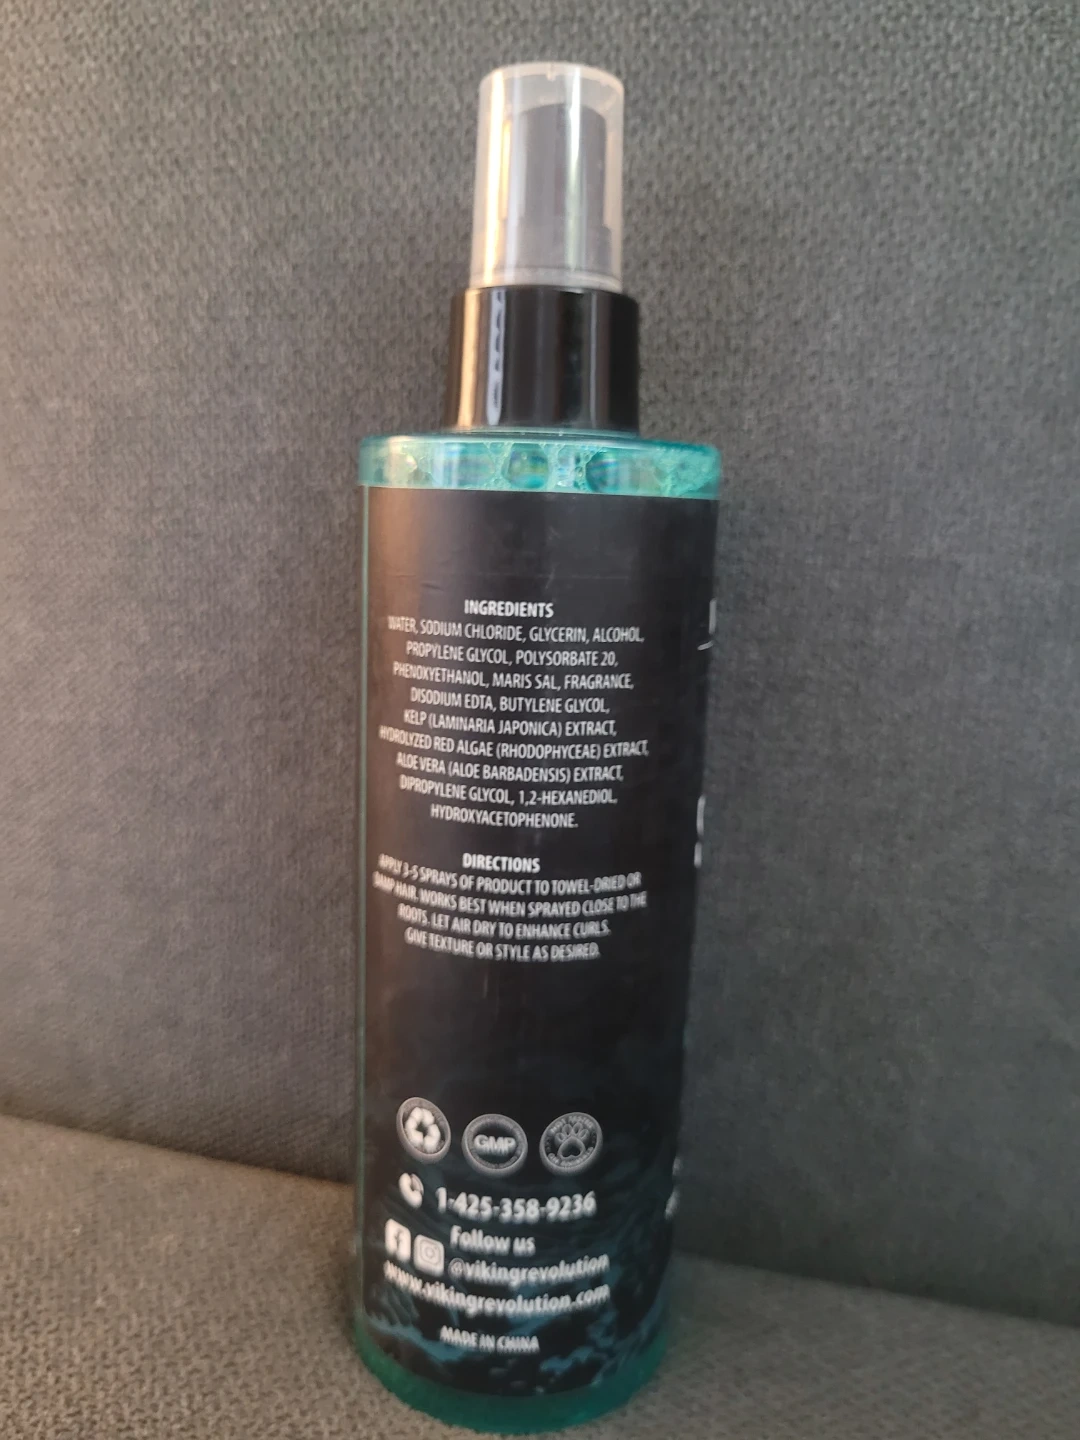 INGREDIENTS
WATER, SODIUM CHLORIDE, GLYCERIN, ALCOHOL,
PROPYLENE GLYCOL, POLYSORBATE 20,
PHENOXYETHANOL, MARIS SAL, FRAGRANCE,
DISODIUM EDTA, BUTYLENE GLYCOL,
KELP (LAMINARIA JAPONICA) EXTRACT,
HYDROLYZED RED ALGAE (RHODOPHYCEAE) EXTRACT,
ALOE VERA (ALOE BARBADENSIS) EXTRACT,
DIPROPYLENE GLYCOL, 1,2-HEXANEDIOL,
HYDROXYACETOPHENONE.
DIRECTIONS
APPLY 3-5 SPRAYS OF PRODUCT TO TOWEL-DRIED OR
DAMP HAIR. WORKS BEST WHEN SPRAYED CLOSE TO THE
ROOTS. LET AIR DRY TO ENHANCE CURLS.
GIVE TEXTURE OR STYLE AS DESIRED.
GMP
1-425-358-9236
Follow us
@vikingrevolution
www.vikingrevolution.com
MADE IN CHINA